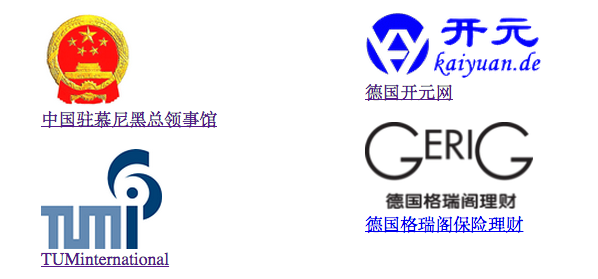 中国驻慕尼黑总领事馆
TUMi
TUMinternational
开元
kaiyuan.de
德国开元网
GERIG
德国格瑞阁理财
德国格瑞阁保险理财